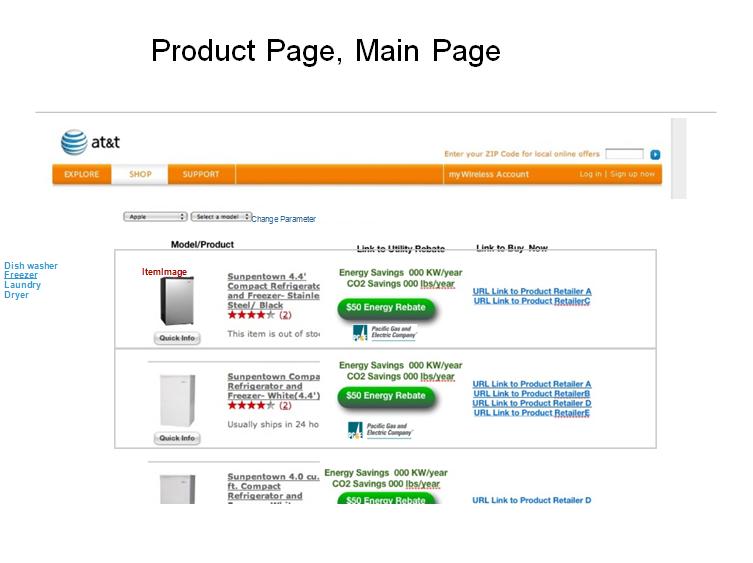 Product Page, Main Page
at&t
Enter your ZIP Code for local online offers
EXPLORE SHOP SUPPORT myWireless Account Log in | Sign up now
Apple Select a model Change Parameter
Model/Product Link to Utility Rebate Link to Buy Now
Dish washer
Freezer
Laundry
Dryer
ItemImage
Sunpentown 4.4'
Compact Refrigerato
and Freezer- Stainle
Steel/ Black
(2)
This item is out of sto
Quick Info
Energy Savings 000 KW/year
CO2 Savings 000 lbs/year
$50 Energy Rebate
Pacific Gas and
Electric Company
URL Link to Product Retailer A
URL Link to Product RetailerC
Sunpentown Compa
Refrigerator and
Freezer- White(4.4')
(2)
Usually ships in 24 ho
Quick Info
Energy Savings 000 KW/year
CO2 Savings 000 lbs/year
$50 Energy Rebate
Pacific Gas and
Electric Company
URL Link to Product Retailer A
URL Link to Product RetailerB
URL Link to Product Retailer D
URL Link to Product RetailerE
Sunpentown 4.0 cu.
ft. Compact
Refrigerator and
Energy Savings 000 KW/year
CO2 Savings 000 lbs/year
$50 Energy Rebate
URL Link to Product Retailer D